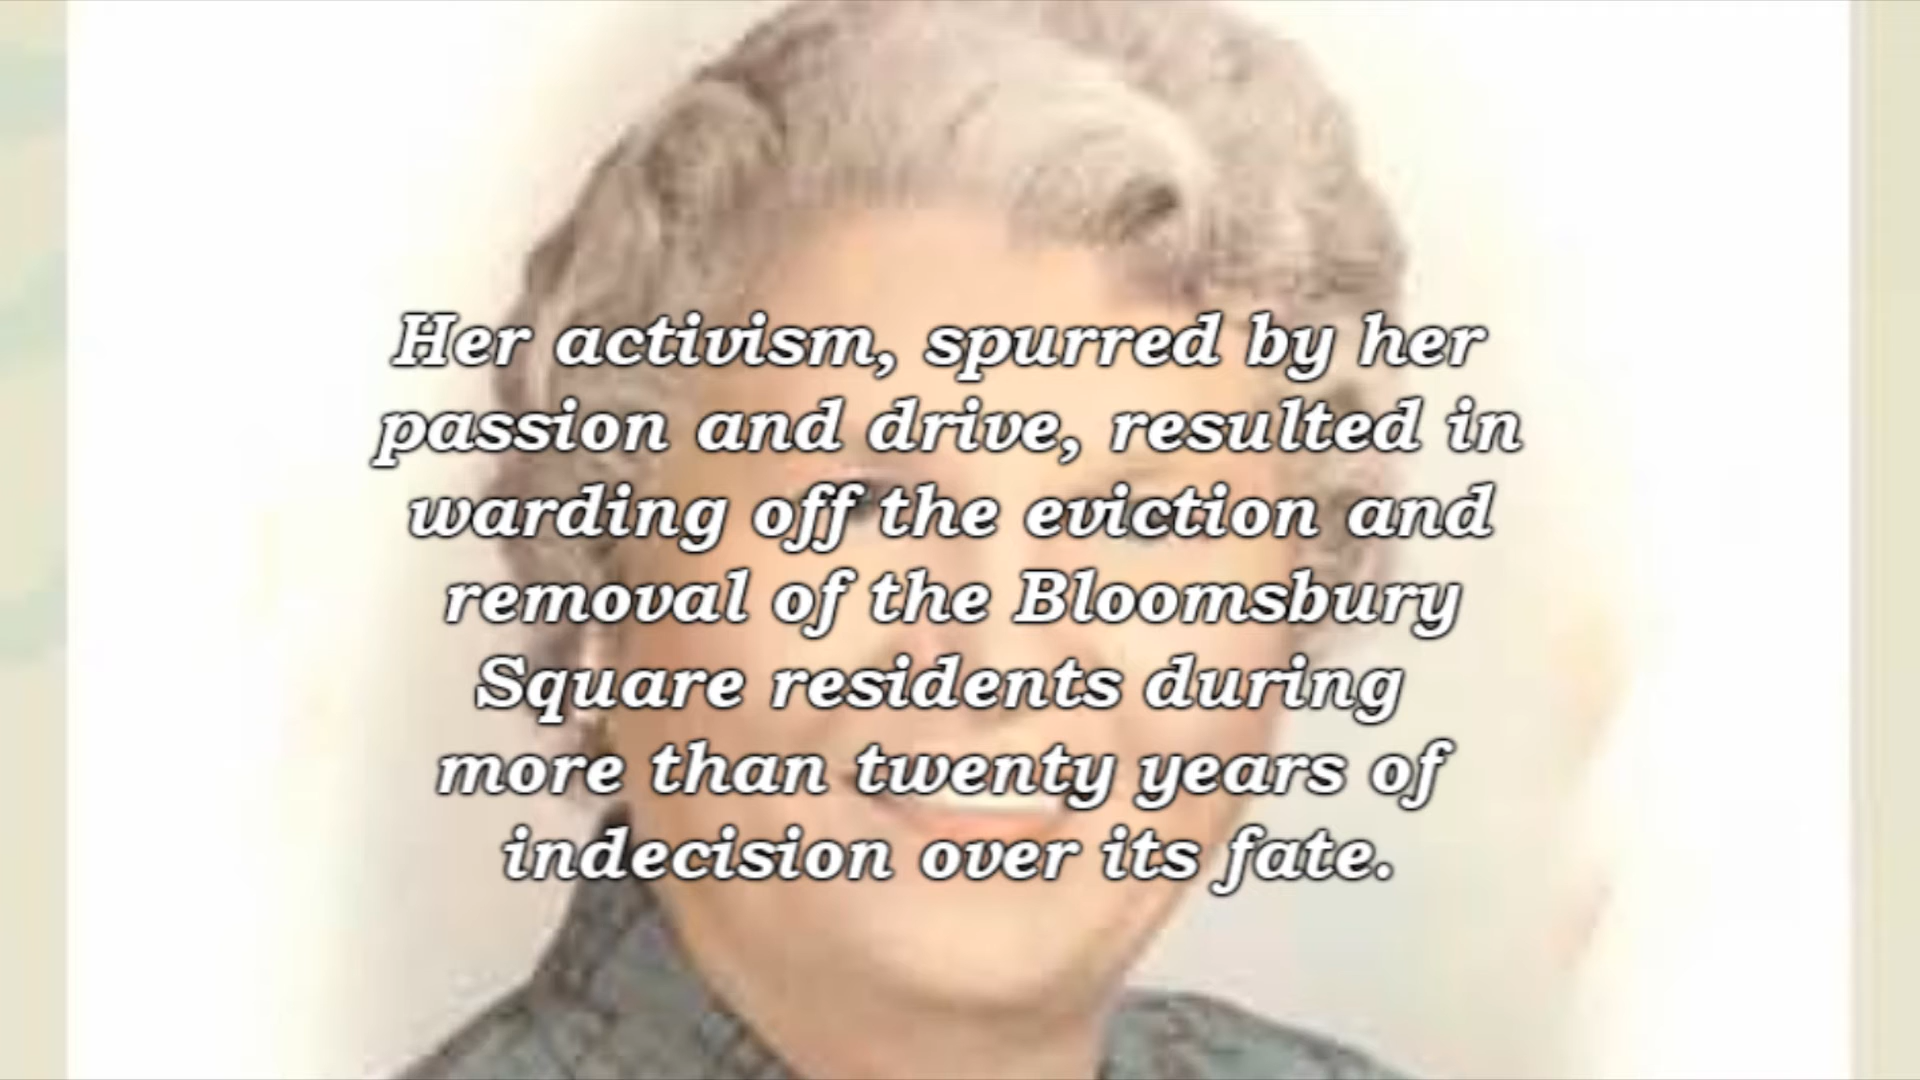 Her activism, spurred by her
passion and drive, resulted in
warding off the eviction and
removal of the Bloomsbury
Square residents during
more than twenty years of
indecision over its fate.